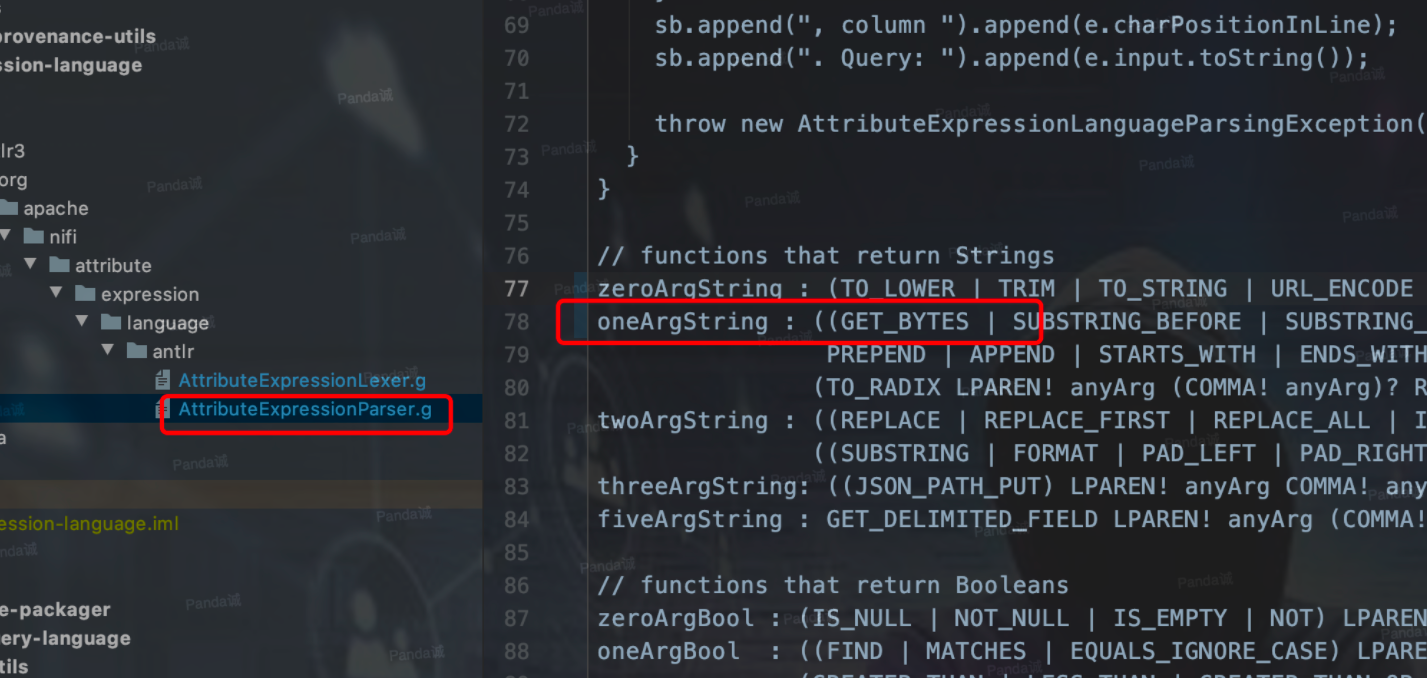 provenance-utils
ssion-language
lr3
org
apache
nifi
attribute
expression
language
antlr
AttributeExpressionLexer.g
AttributeExpressionParser.g
a
ession-language.iml
e-packager
ery-language
tils
69 sb.append(", column ").append(e.charPositionInLine);
70 sb.append(". Query: ").append(e.input.toString());
71
72 throw new AttributeExpressionLanguageParsingException(
73 }
74 }
75
76 // functions that return Strings
77 zeroArgString : (TO_LOWER | TRIM | TO_STRING | URL_ENCODE
78 oneArgString : ((GET_BYTES | SUBSTRING_BEFORE | SUBSTRING_
79 PREPEND | APPEND | STARTS_WITH | ENDS_WITH
80 (TO_RADIX LPAREN! anyArg (COMMA! anyArg)? R
81 twoArgString : ((REPLACE | REPLACE_FIRST | REPLACE_ALL | I
82 ((SUBSTRING | FORMAT | PAD_LEFT | PAD_RIGHT
83 threeArgString: ((JSON_PATH_PUT) LPAREN! anyArg COMMA! any
84 fiveArgString : GET_DELIMITED_FIELD LPAREN! anyArg (COMMA!
85
86 // functions that return Booleans
87 zeroArgBool : (IS_NULL | NOT_NULL | IS_EMPTY | NOT) LPAREN
88 oneArgBool : ((FIND | MATCHES | EQUALS_IGNORE_CASE) LPARE
(GREATER_THAN | LESS_THAN | GREATER_THAN_OR
Panda诚